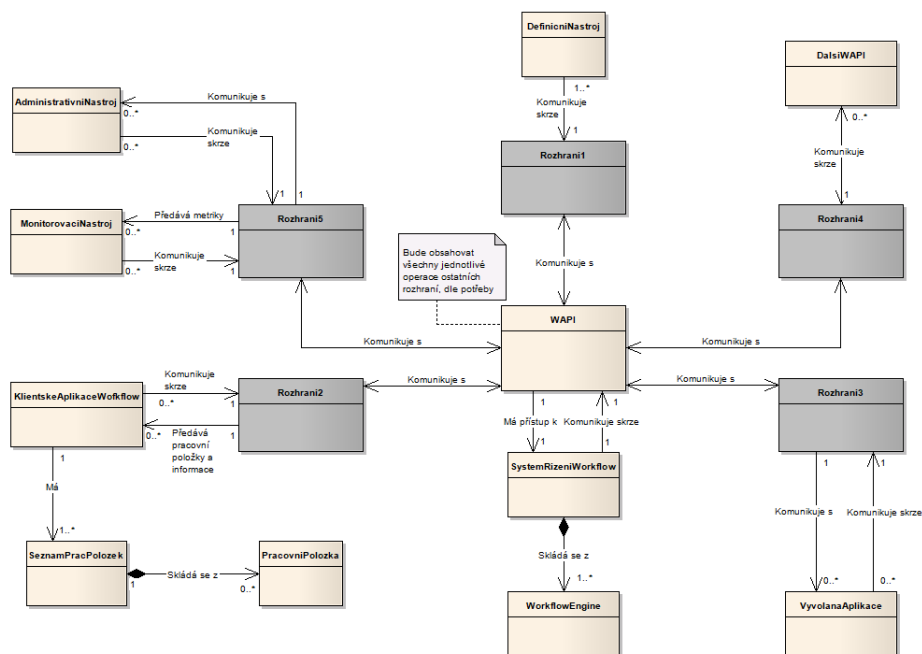 DefinicniNastroj
1..*
Komunikuje
skrze
1
Rozhrani1
DalsiWAPI
0..*
Komunikuje
skrze
1
Rozhrani4
AdministrativniNastroj
0..*
Komunikuje s
0..*
Komunikuje
skrze
1
1
MonitorovaciNastroj
0..*
Předává metriky
1
0..*
Komunikuje
skrze
1
Rozhrani5
Bude obsahovat
všechny jednotlivé
operace ostatních
rozhraní, dle potřeby
Komunikuje s
WAPI
Komunikuje s
Komunikuje s
KlientskeAplikaceWofkflow
Komunikuje
skrze
0..*
1
0..*
1
Předává
pracovní
položky a
informace
Rozhrani2
Komunikuje s
Komunikuje s
Rozhrani3
1
Má přístup k
1
1
Komunikuje skrze
1
SystemRizeniWorkflow
1
Má
1..*
1
Komunikuje s
0..*
1
Komunikuje skrze
0..*
SeznamPracPolozek
1
Skládá se z
0..*
PracovniPolozka
Skládá se z
1..*
WorkflowEngine
VyvolanaAplikace